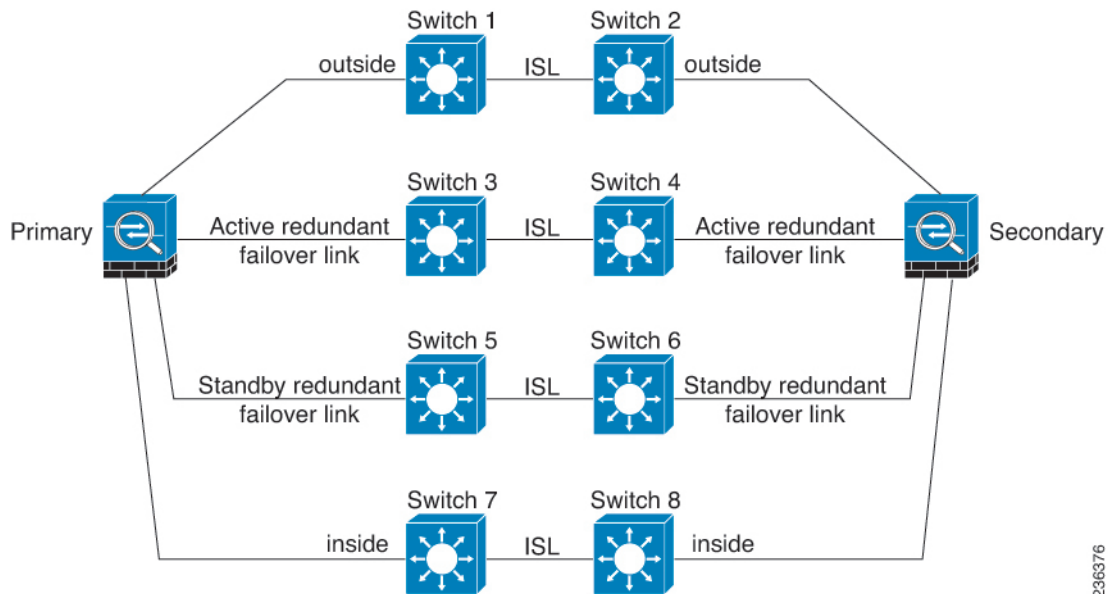 Switch 1
Switch 2
outside
ISL
outside
Switch 3
Switch 4
Primary
Active redundant
failover link
ISL
Active redundant
failover link
Secondary
Switch 5
Switch 6
Standby redundant
failover link
ISL
Standby redundant
failover link
Switch 7
Switch 8
inside
ISL
inside
236376